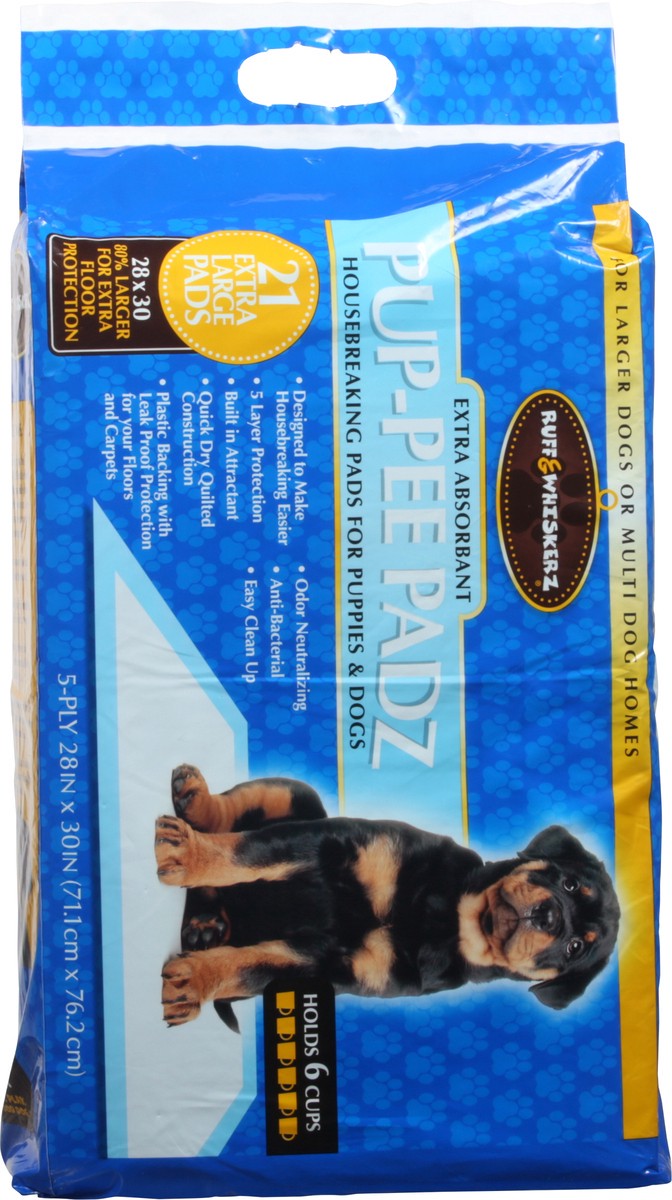 OR LARGER DOGS OR MULTI DOG HOMES
RUFF & WHISKERZ
®
EXTRA ABSORBANT
PUP-PEE PADZ
HOUSEBREAKING PADS FOR PUPPIES & DOGS
21
EXTRA
LARGE
PADS
28 x 30
80% LARGER
FOR EXTRA
FLOOR
PROTECTION
• Designed to Make
Housebreaking Easier
• 5 Layer Protection
• Built in Attractant
• Quick Dry Quilted
Construction
• Plastic Backing with
Leak Proof Protection
for your Floors
and Carpets
• Odor Neutralizing
• Anti-Bacterial
• Easy Clean Up
HOLDS 6 CUPS
5-PLY 28IN x 30IN (71.1cm x 76.2cm)